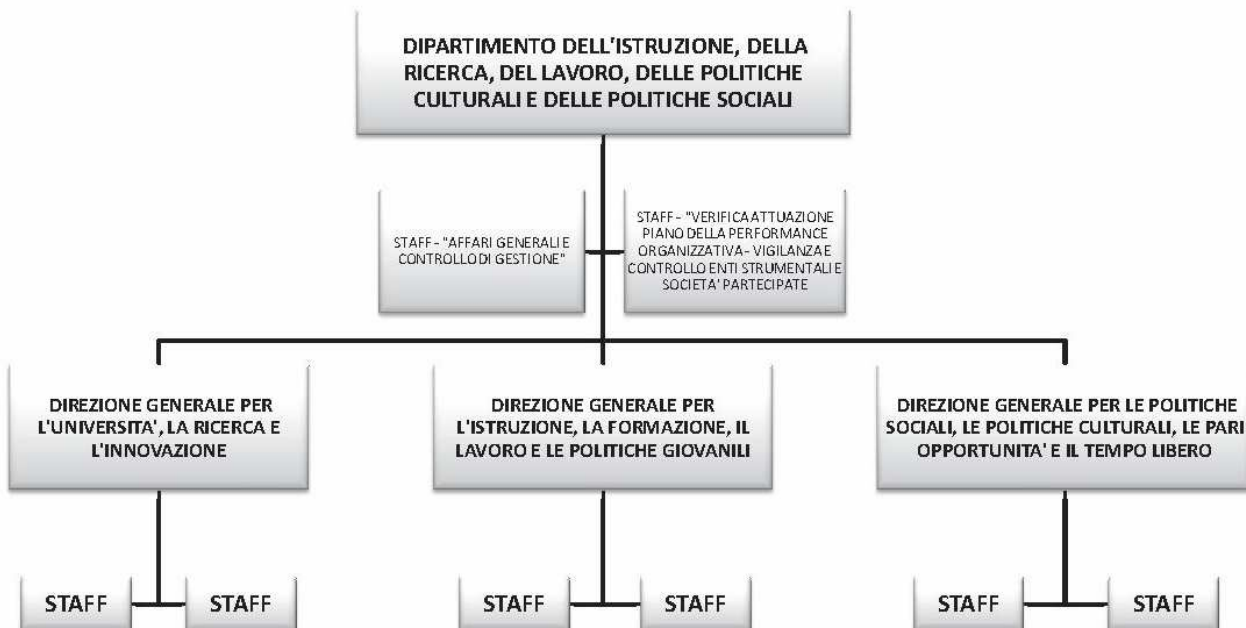 DIPARTIMENTO DELL'ISTRUZIONE, DELLA
RICERCA, DEL LAVORO, DELLE POLITICHE
CULTURALI E DELLE POLITICHE SOCIALI
STAFF - "AFFARI GENERALI E
CONTROLLO DI GESTIONE"
STAFF - "VERIFICA ATTUAZIONE
PIANO DELLA PERFORMANCE
ORGANIZZATIVA - VIGILANZA E
CONTROLLO ENTI STRUMENTALI E
SOCIETA' PARTECIPATE
DIREZIONE GENERALE PER
L'UNIVERSITA', LA RICERCA E
L'INNOVAZIONE
DIREZIONE GENERALE PER
L'ISTRUZIONE, LA FORMAZIONE, IL
LAVORO E LE POLITICHE GIOVANILI
DIREZIONE GENERALE PER LE POLITICHE
SOCIALI, LE POLITICHE CULTURALI, LE PARI
OPPORTUNITA' E IL TEMPO LIBERO
STAFF
STAFF
STAFF
STAFF
STAFF
STAFF